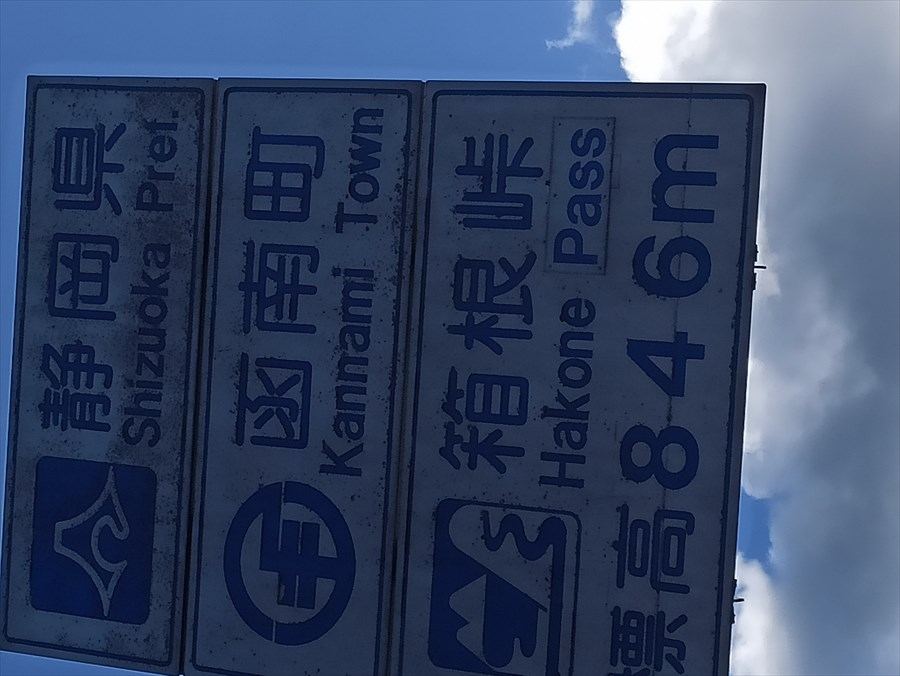 静岡県
Shizuoka Pref.
函南町
Kannami Town
箱根峠
Hakone Pass
標高846m